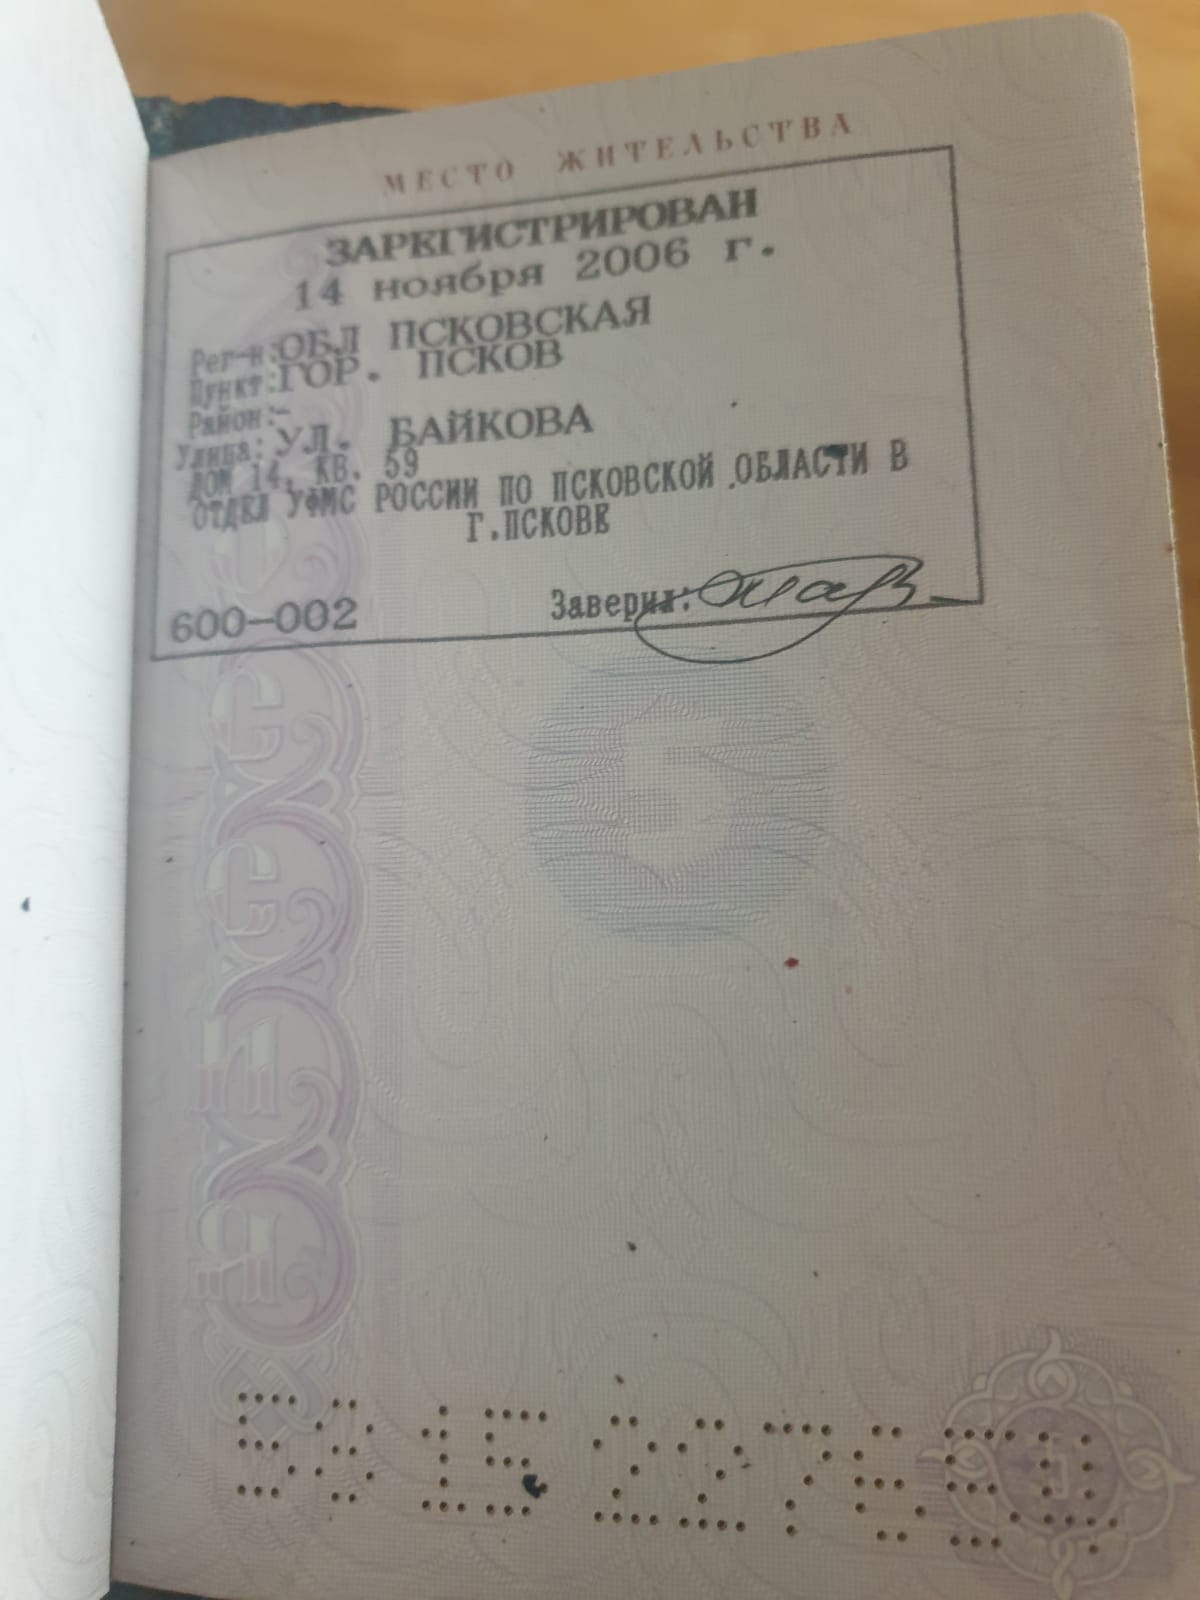 МЕСТО ЖИТЕЛЬСТВА
ЗАРЕГИСТРИРОВАН
14 ноября 2006 г.
Рег-н:ОБЛ ПСКОВСКАЯ
Пункт:ГОР. ПСКОВ
Район:-
Улица: УЛ. БАЙКОВА
ДОМ 14, КВ. 59
ОТДЕЛ УФМС РОССИИ ПО ПСКОВСКОЙ ОБЛАСТИ В
Г.ПСКОВЕ
Заверил:
600-002
5